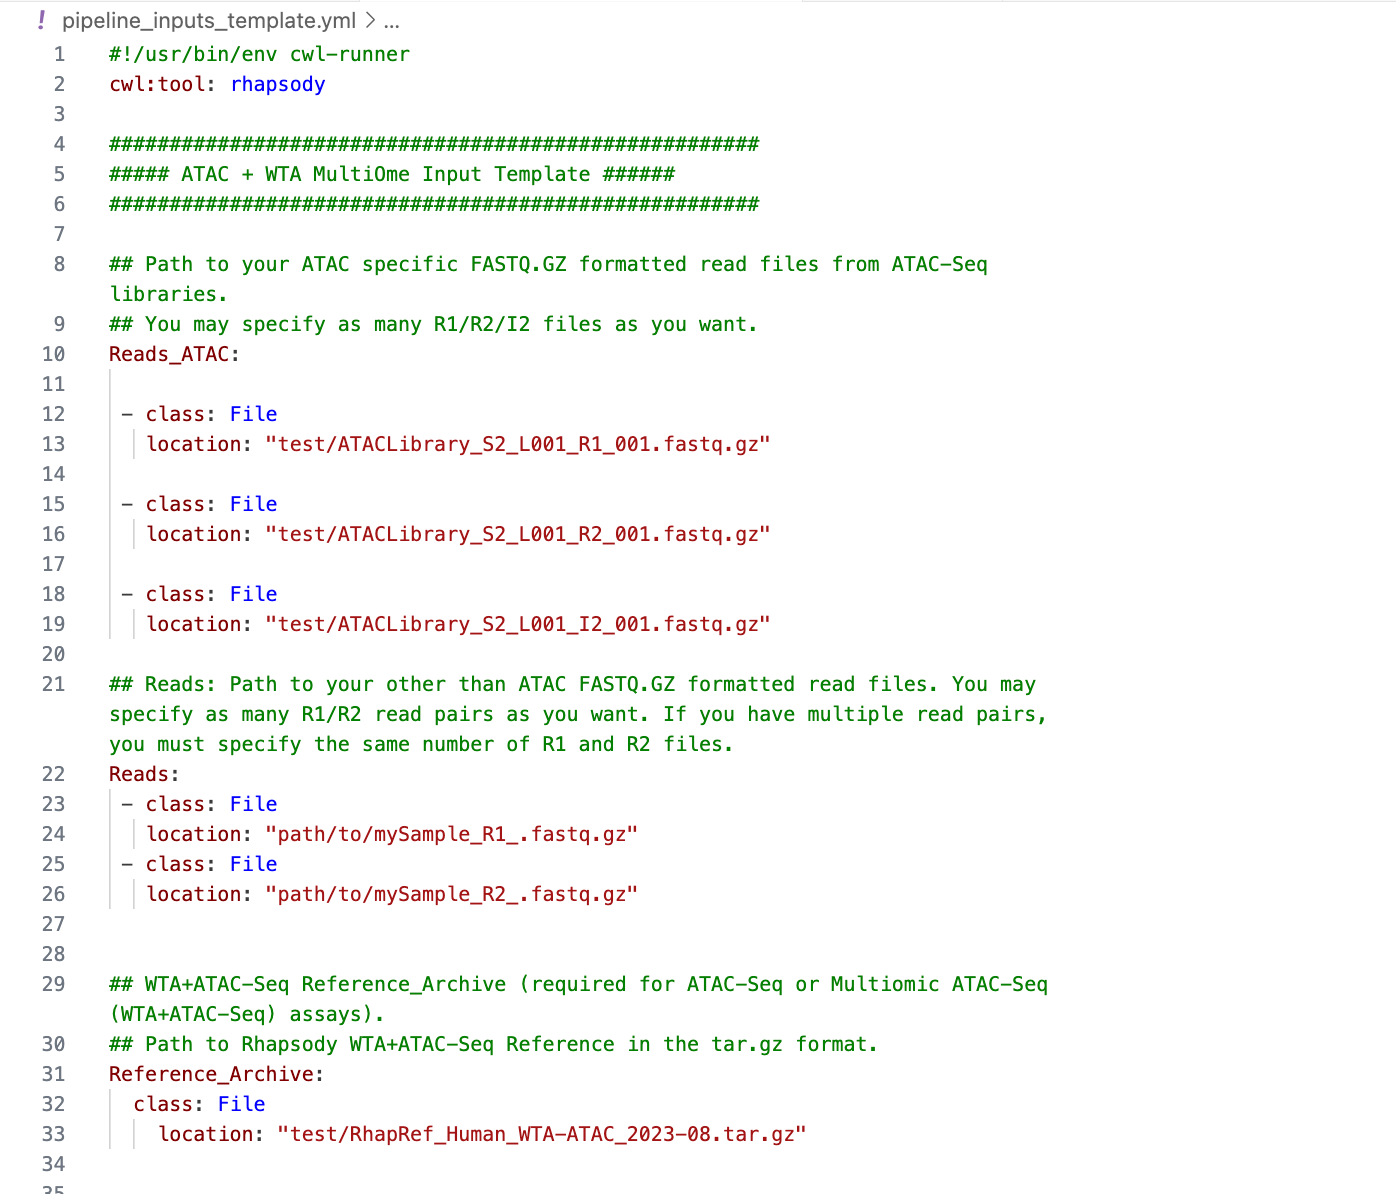 ! pipeline_inputs_template.yml > ...
1 #!/usr/bin/env cwl-runner
2 cwl:tool: rhapsody
3
4 ######################################################
5 ##### ATAC + WTA MultiOme Input Template ######
6 ######################################################
7
8 ## Path to your ATAC specific FASTQ.GZ formatted read files from ATAC-Seq
libraries.
9 ## You may specify as many R1/R2/I2 files as you want.
10 Reads_ATAC:
11
12 - class: File
13 location: "test/ATACLibrary_S2_L001_R1_001.fastq.gz"
14
15 - class: File
16 location: "test/ATACLibrary_S2_L001_R2_001.fastq.gz"
17
18 - class: File
19 location: "test/ATACLibrary_S2_L001_I2_001.fastq.gz"
20
21 ## Reads: Path to your other than ATAC FASTQ.GZ formatted read files. You may
specify as many R1/R2 read pairs as you want. If you have multiple read pairs,
you must specify the same number of R1 and R2 files.
22 Reads:
23 - class: File
24 location: "path/to/mySample_R1_.fastq.gz"
25 - class: File
26 location: "path/to/mySample_R2_.fastq.gz"
27
28
29 ## WTA+ATAC-Seq Reference_Archive (required for ATAC-Seq or Multiomic ATAC-Seq
(WTA+ATAC-Seq) assays).
30 ## Path to Rhapsody WTA+ATAC-Seq Reference in the tar.gz format.
31 Reference_Archive:
32 class: File
33 location: "test/RhapRef_Human_WTA-ATAC_2023-08.tar.gz"
34
35